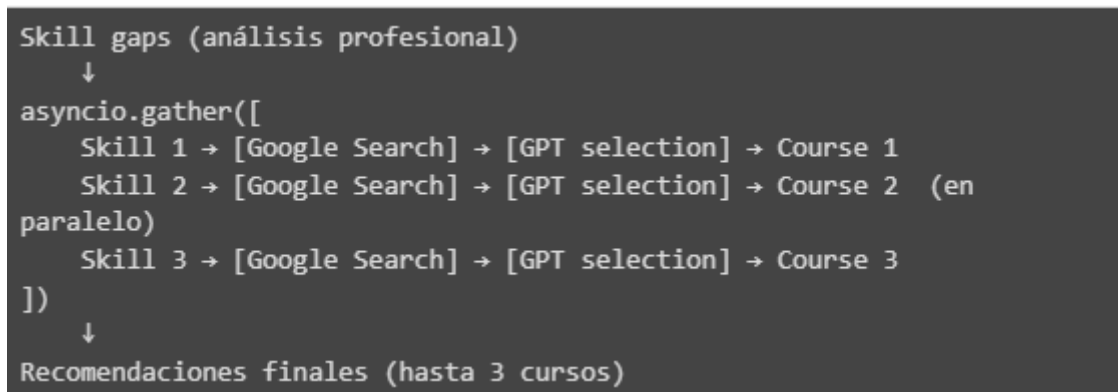 Skill gaps (análisis profesional)
↓
asyncio.gather([
Skill 1 → [Google Search] → [GPT selection] → Course 1
Skill 2 → [Google Search] → [GPT selection] → Course 2 (en
paralelo)
Skill 3 → [Google Search] → [GPT selection] → Course 3
])
↓
Recomendaciones finales (hasta 3 cursos)